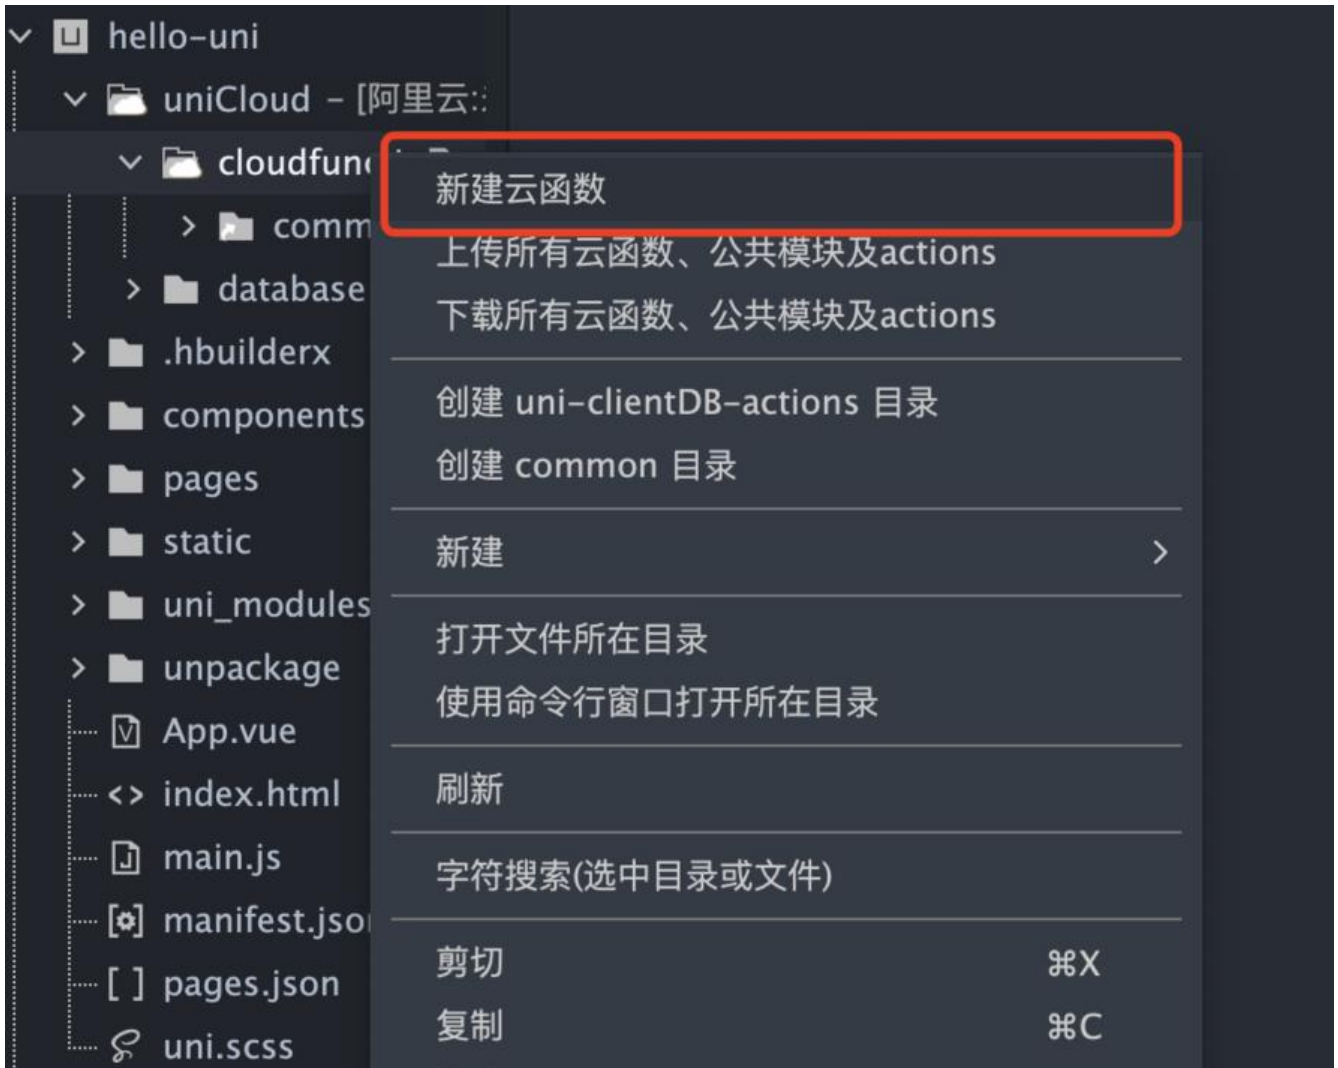 hello-uni
uniCloud - [阿里云:
cloudfunc
comm
database
.hbuilderx
components
pages
static
uni_modules
unpackage
App.vue
index.html
main.js
manifest.json
pages.json
uni.scss
新建云函数
上传所有云函数、公共模块及actions
下载所有云函数、公共模块及actions
创建 uni-clientDB-actions 目录
创建 common 目录
新建
打开文件所在目录
使用命令行窗口打开所在目录
刷新
字符搜索(选中目录或文件)
剪切 ⌘X
复制 ⌘C